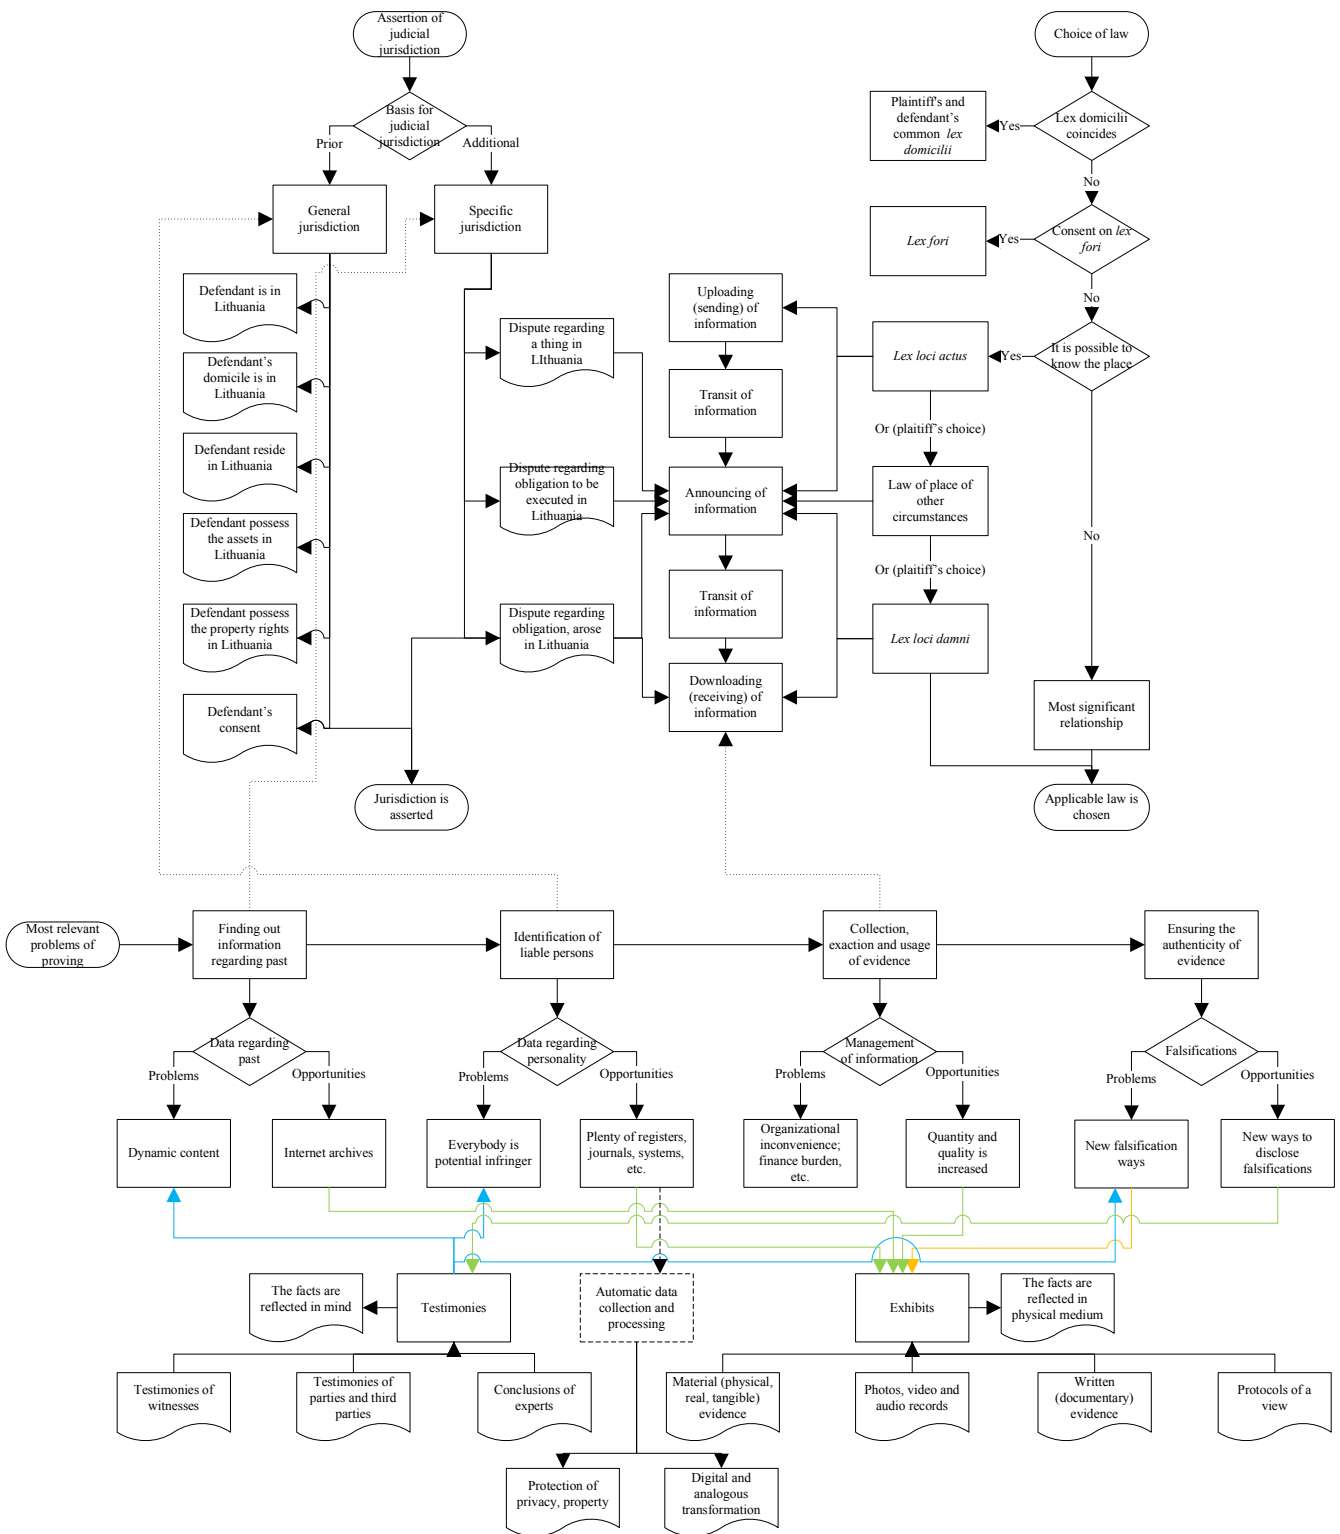 Assertion of
judicial
jurisdiction
Choice of law
Basis for
judicial
jurisdiction
Prior
Additional
Plaintiff's and
defendant's
common lex
domicilii
Yes
Lex domicilii
coincides
No
General
jurisdiction
Specific
jurisdiction
Lex fori
Yes
Consent on lex
fori
No
Defendant is in
Lithuania
Uploading
(sending) of
information
Dispute regarding
a thing in
LIthuania
Lex loci actus
Yes
It is possible to
know the place
Defendant's
domicile is in
Lithuania
Transit of
information
Or (plaitiff's choice)
Defendant reside
in Lithuania
Dispute regarding
obligation to be
executed in
Lithuania
Announcing of
information
Law of place of
other
circumstances
Defendant possess
the assets in
Lithuania
No
Or (plaitiff's choice)
Defendant possess
the property rights
in Lithuania
Dispute regarding
obligation, arose
in Lithuania
Transit of
information
Lex loci damni
Defendant's
consent
Downloading
(receiving) of
information
Most significant
relationship
Jurisdiction is
asserted
Applicable law is
chosen
Most relevant
problems of
proving
Finding out
information
regarding past
Identification of
liable persons
Collection,
exaction and usage
of evidence
Ensuring the
authenticity of
evidence
Data regarding
past
Data regarding
personality
Management
of information
Falsifications
Problems
Opportunities
Problems
Opportunities
Problems
Opportunities
Problems
Opportunities
Dynamic content
Internet archives
Everybody is
potential infringer
Plenty of registers,
journals, systems,
etc.
Organizational
inconvenience;
finance burden,
etc.
Quantity and
quality is
increased
New falsification
ways
New ways to
disclose
falsifications
The facts are
reflected in mind
Testimonies
Automatic data
collection and
processing
Exhibits
The facts are
reflected in
physical medium
Testimonies of
witnesses
Testimonies of
parties and third
parties
Conclusions of
experts
Material (physical,
real, tangible)
evidence
Photos, video and
audio records
Written
(documentary)
evidence
Protocols of a
view
Protection of
privacy, property
Digital and
analogous
transformation